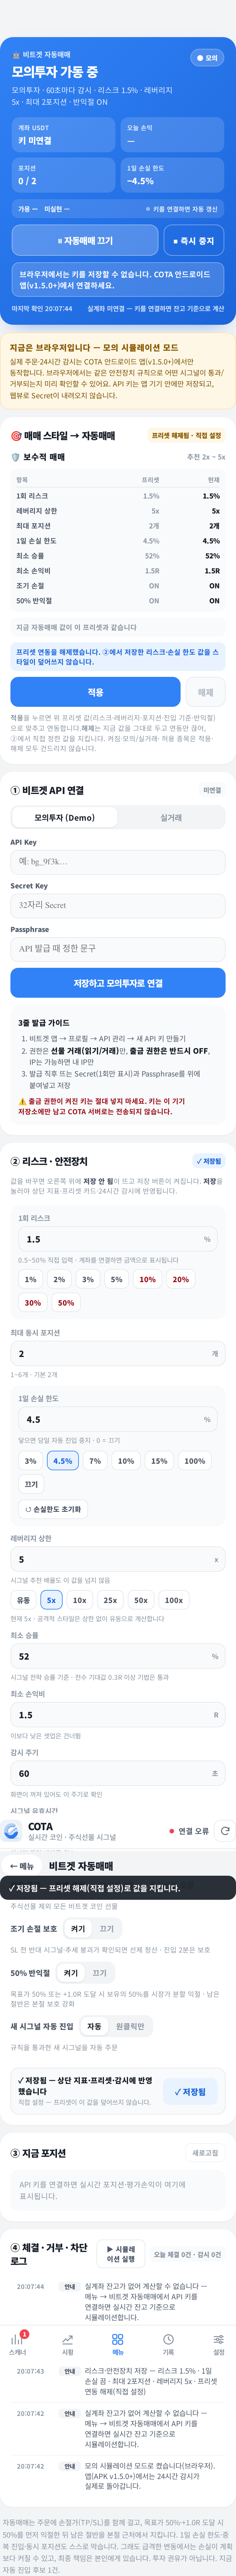 🤖 비트겟 자동매매
모의투자 가동 중
● 모의
모의투자 · 60초마다 감시 · 리스크 1.5% · 레버리지
5x · 최대 2포지션 · 반익절 ON
계좌 USDT
키 미연결
오늘 손익
—
포지션
0 / 2
1일 손실 한도
−4.5%
가용 — 미실현 —
키를 연결하면 자동 갱신
⏸ 자동매매 끄기
■ 즉시 중지
브라우저에서는 키를 저장할 수 없습니다. COTA 안드로이드
앱(v1.5.0+)에서 연결하세요.
마지막 확인 20:07:44
실계좌 미연결 — 키를 연결하면 잔고 기준으로 계산
지금은 브라우저입니다 — 모의 시뮬레이션 모드
실제 주문·24시간 감시는 COTA 안드로이드 앱(v1.5.0+)에서만
동작합니다. 브라우저에서는 같은 안전장치 규칙으로 어떤 시그널이 통과/
거부되는지 미리 확인할 수 있어요. API 키는 앱 기기 안에만 저장되고,
웹뷰로 Secret이 내려오지 않습니다.
🎯 매매 스타일 → 자동매매
프리셋 해제됨 · 직접 설정
🛡️ 보수적 매매
추천 2x ~ 5x
항목 프리셋 현재
1회 리스크 1.5% 1.5%
레버리지 상한 5x 5x
최대 포지션 2개 2개
1일 손실 한도 4.5% 4.5%
최소 승률 52% 52%
최소 손익비 1.5R 1.5R
조기 손절 ON ON
50% 반익절 ON ON
지금 자동매매 값이 이 프리셋과 같습니다
프리셋 연동을 해제했습니다. ②에서 저장한 리스크·손실 한도 값을 스
타일이 덮어쓰지 않습니다.
적용
해제
적용을 누르면 위 프리셋 값(리스크·레버리지·포지션·진입 기준·반익절)
으로 맞추고 연동합니다.해제는 지금 값을 그대로 두고 연동만 끊어,
②에서 직접 정한 값을 지킵니다. 켜짐·모의/실거래· 허용 종목은 적용·
해제 모두 건드리지 않습니다.
① 비트겟 API 연결
미연결
모의투자 (Demo)
실거래
API Key
예: bg_9f3k…
Secret Key
32자리 Secret
Passphrase
API 발급 때 정한 문구
저장하고 모의투자로 연결
3줄 발급 가이드
1. 비트겟 앱 → 프로필 → API 관리 → 새 API 키 만들기
2. 권한은 선물 거래(읽기/거래)만, 출금 권한은 반드시 OFF,
IP는 가능하면 내 IP만
3. 발급 직후 뜨는 Secret(1회만 표시)과 Passphrase를 위에
붙여넣고 저장
⚠️ 출금 권한이 켜진 키는 절대 넣지 마세요. 키는 이 기기
저장소에만 남고 COTA 서버로는 전송되지 않습니다.
② 리스크 · 안전장치
✓ 저장됨
값을 바꾸면 오른쪽 위에 저장 안 됨이 뜨고 저장 버튼이 켜집니다. 저장을
눌러야 상단 지표·프리셋 카드·24시간 감시에 반영됩니다.
1회 리스크
1.5 %
0.5~50% 직접 입력 · 계좌를 연결하면 금액으로 표시됩니다
1% 2% 3% 5% 10% 20%
30% 50%
최대 동시 포지션
2 개
1~6개 · 기본 2개
1일 손실 한도
4.5 %
닿으면 당일 자동 진입 중지 · 0 = 끄기
3% 4.5% 7% 10% 15% 100%
끄기
↺ 손실한도 초기화
레버리지 상한
5 x
시그널 추천 배율도 이 값을 넘지 않음
유동 5x 10x 25x 50x 100x
현재 5x · 공격적 스타일은 상한 없이 유동으로 계산합니다
최소 승률
52 %
시그널 전략 승률 기준 · 전수 기대값 0.3R 이상 기법은 통과
최소 손익비
1.5 R
이보다 낮은 셋업은 건너뜀
감시 주기
60 초
화면이 꺼져 있어도 이 주기로 확인
시그널 유효시간
COTA
실시간 코인 · 주식선물 시그널
● 연결 오류
← 메뉴
비트겟 자동매매
✓ 저장됨 — 프리셋 해제(직접 설정)로 값을 지킵니다.
주식선물 제외 모든 비트겟 코인 선물
조기 손절 보호
켜기
끄기
SL 전 반대 시그널·추세 붕괴가 확인되면 선제 청산 · 진입 2분은 보호
50% 반익절
켜기
끄기
목표가 50% 또는 +1.0R 도달 시 보유의 50%를 시장가 분할 익절 · 남은
절반은 본절 보호 강화
새 시그널 자동 진입
자동
원클릭만
규칙을 통과한 새 시그널을 자동 주문
✓ 저장됨 — 상단 지표·프리셋·감시에 반영
했습니다
직접 설정 — 프리셋이 이 값을 덮어쓰지 않습니다.
✓ 저장됨
③ 지금 포지션
새로고침
API 키를 연결하면 실시간 포지션·평가손익이 여기에
표시됩니다.
④ 체결 · 거부 · 차단
로그
▶ 시뮬레
이션 실행
오늘 체결 0건 · 감시 0건
20:07:44 안내 실계좌 잔고가 없어 계산할 수 없습니다 —
메뉴 → 비트겟 자동매매에서 API 키를
연결하면 실시간 잔고 기준으로
시뮬레이션합니다.
1
스캐너 시황 메뉴 기록 설정
20:07:43 안내 리스크·안전장치 저장 — 리스크 1.5% · 1일
손실 끔 · 최대 2포지션 · 레버리지 5x · 프리셋
연동 해제(직접 설정)
20:07:42 안내 실계좌 잔고가 없어 계산할 수 없습니다 —
메뉴 → 비트겟 자동매매에서 API 키를
연결하면 실시간 잔고 기준으로
시뮬레이션합니다.
20:07:42 안내 모의 시뮬레이션 모드로 켰습니다(브라우저).
앱(APK v1.5.0+)에서는 24시간 감시가
실제로 돌아갑니다.
자동매매는 주문에 손절가(TP/SL)를 함께 걸고, 목표가 50%·+1.0R 도달 시
50%를 먼저 익절한 뒤 남은 절반을 본절 근처에서 지킵니다. 1일 손실 한도·중
복 진입·동시 포지션도 스스로 막습니다. 그래도 급격한 변동에서는 손실이 계획
보다 커질 수 있고, 최종 책임은 본인에게 있습니다. 투자 권유가 아닙니다. 지금
자동 진입 후보 1건.